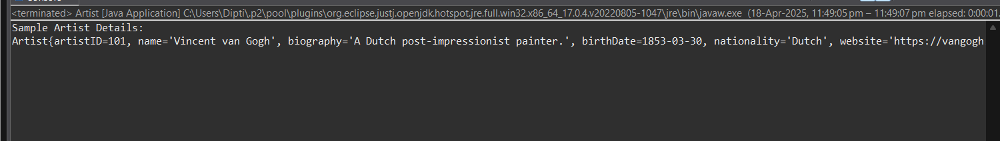 <terminated> Artist [Java Application] C:\Users\Dipti\.p2\pool\plugins\org.eclipse.justj.openjdk.hotspot.jre.full.win32.x86_64_17.0.4.v20220805-1047\jre\bin\javaw.exe (18-Apr-2025, 11:49:05 pm – 11:49:07 pm elapsed: 0:00:01.
Sample Artist Details:
Artist{artistID=101, name='Vincent van Gogh', biography='A Dutch post-impressionist painter.', birthDate=1853-03-30, nationality='Dutch', website='https://vangogh